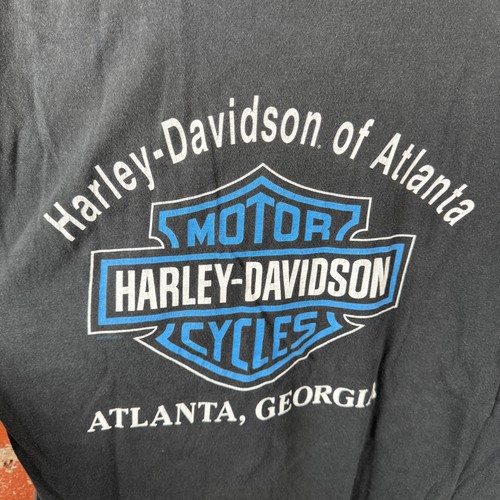 Harley-Davidson of Atlanta
MOTOR
HARLEY-DAVIDSON
CYCLES
ATLANTA, GEORGIA